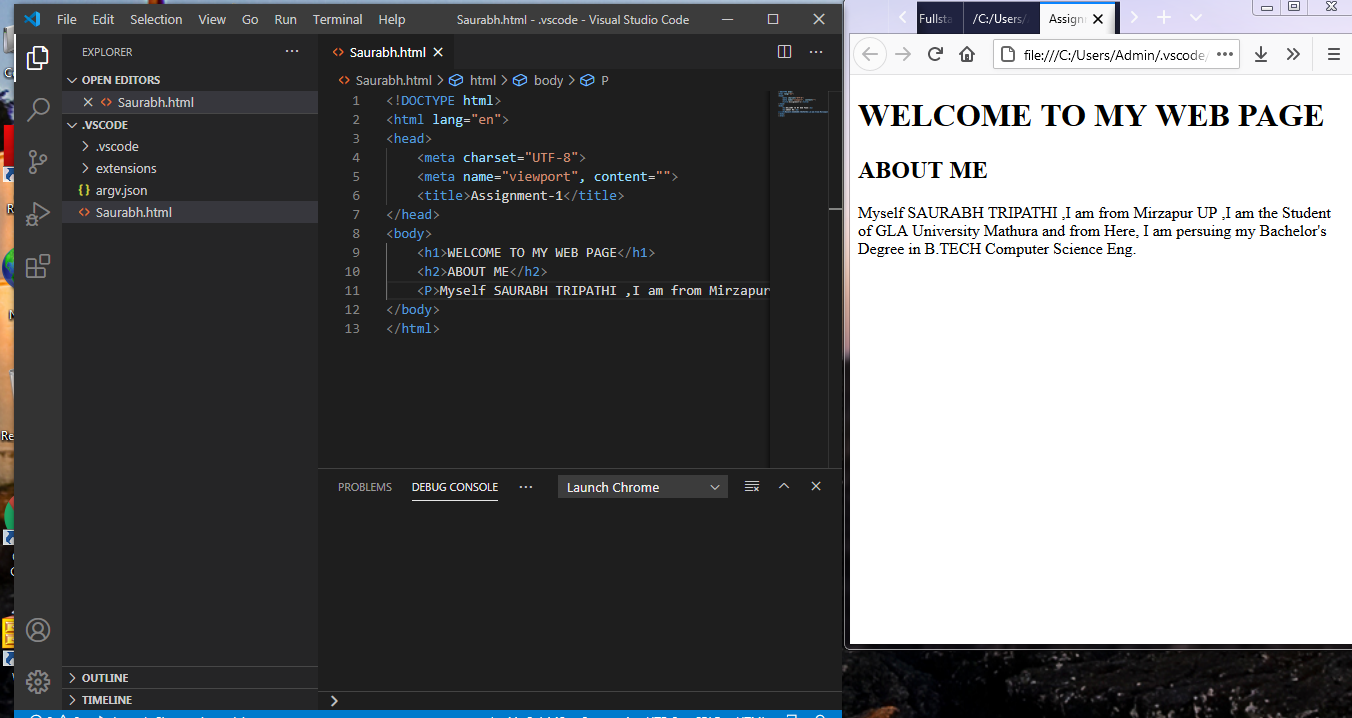 File Edit Selection View Go Run Terminal Help Saurabh.html - .vscode - Visual Studio Code
EXPLORER
OPEN EDITORS
Saurabh.html
.VSCODE
.vscode
extensions
argv.json
Saurabh.html
OUTLINE
TIMELINE
Saurabh.html
Saurabh.html > html > body > P
1 <!DOCTYPE html>
2 <html lang="en">
3 <head>
4 <meta charset="UTF-8">
5 <meta name="viewport", content="">
6 <title>Assignment-1</title>
7 </head>
8 <body>
9 <h1>WELCOME TO MY WEB PAGE</h1>
10 <h2>ABOUT ME</h2>
11 <P>Myself SAURABH TRIPATHI ,I am from Mirzapur
12 </body>
13 </html>
PROBLEMS DEBUG CONSOLE Launch Chrome
Fullsta /C:/Users/ Assign
file:///C:/Users/Admin/.vscode/
WELCOME TO MY WEB PAGE
ABOUT ME
Myself SAURABH TRIPATHI ,I am from Mirzapur UP ,I am the Student
of GLA University Mathura and from Here, I am persuing my Bachelor's
Degree in B.TECH Computer Science Eng.